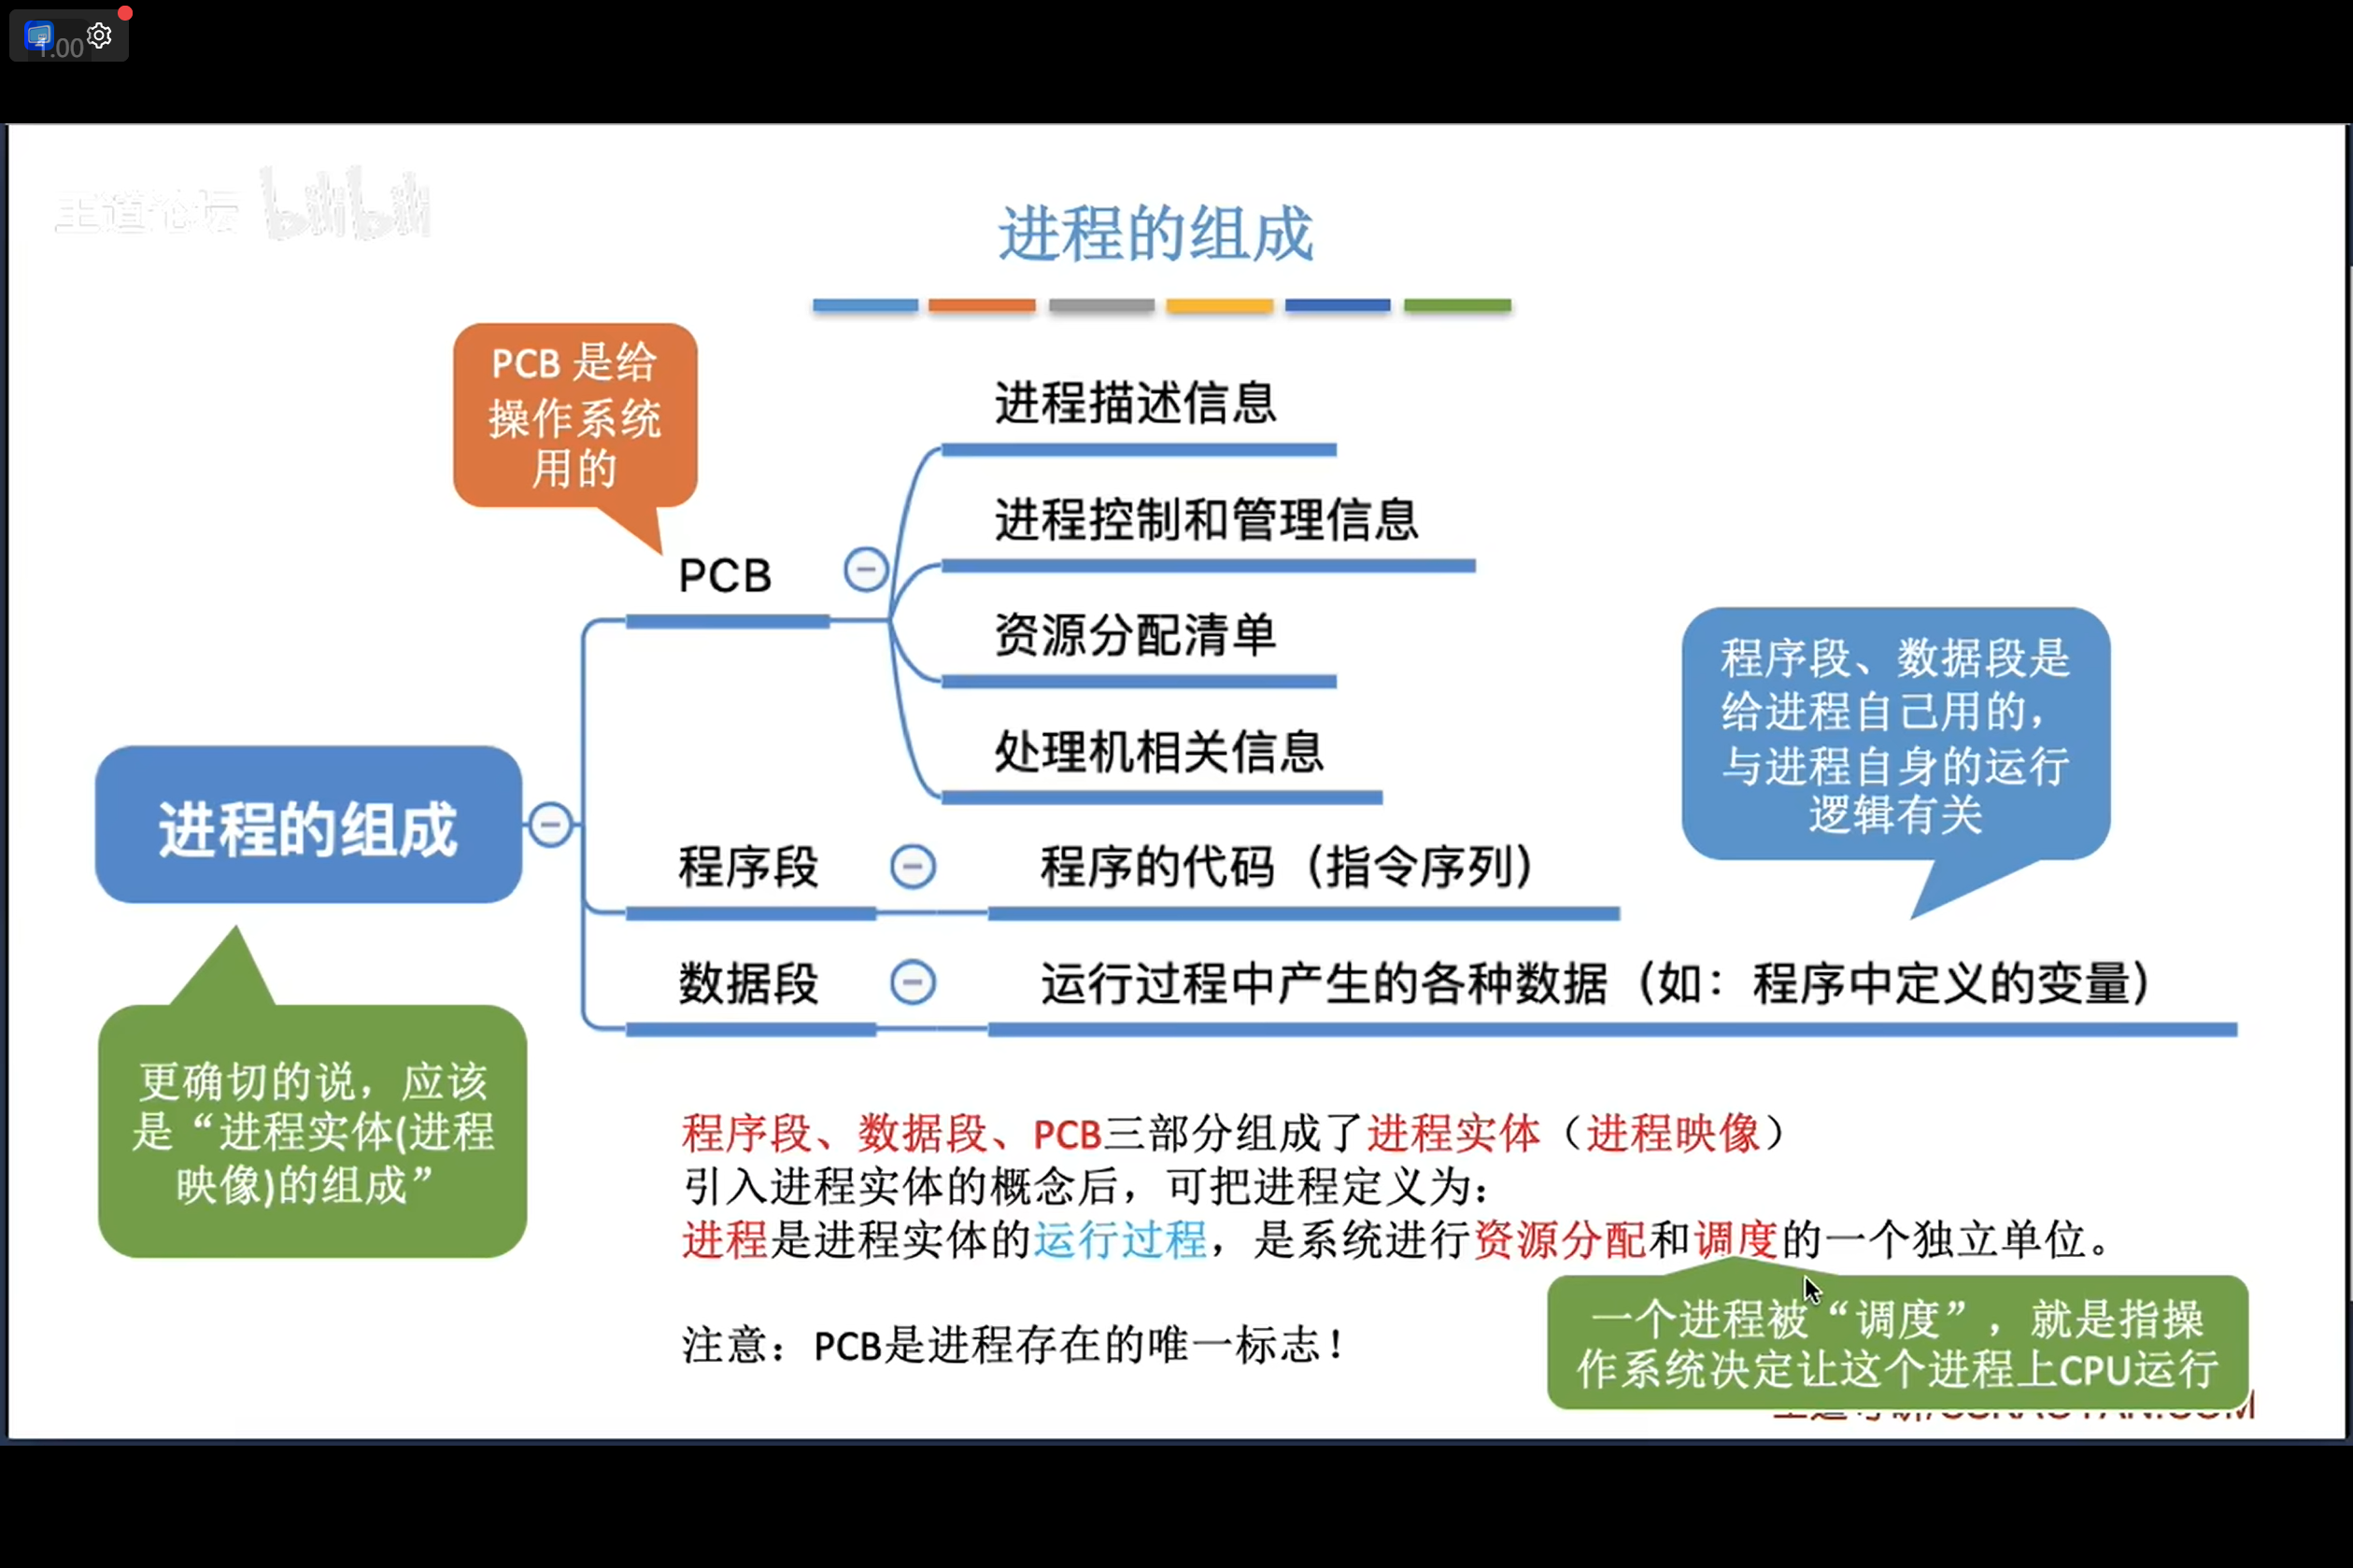 1.00
王道论坛 bilibili
进程的组成
PCB 是给
操作系统
用的
进程描述信息
进程控制和管理信息
资源分配清单
处理机相关信息
PCB
程序段、数据段是
给进程自己用的，
与进程自身的运行
逻辑有关
进程的组成
程序段
程序的代码（指令序列）
数据段
运行过程中产生的各种数据（如：程序中定义的变量）
更确切的说，应该
是“进程实体(进程
映像)的组成”
程序段、数据段、PCB三部分组成了进程实体（进程映像）
引入进程实体的概念后，可把进程定义为：
进程是进程实体的运行过程，是系统进行资源分配和调度的一个独立单位。
一个进程被“调度”，就是指操
作系统决定让这个进程上CPU运行
注意：PCB是进程存在的唯一标志！